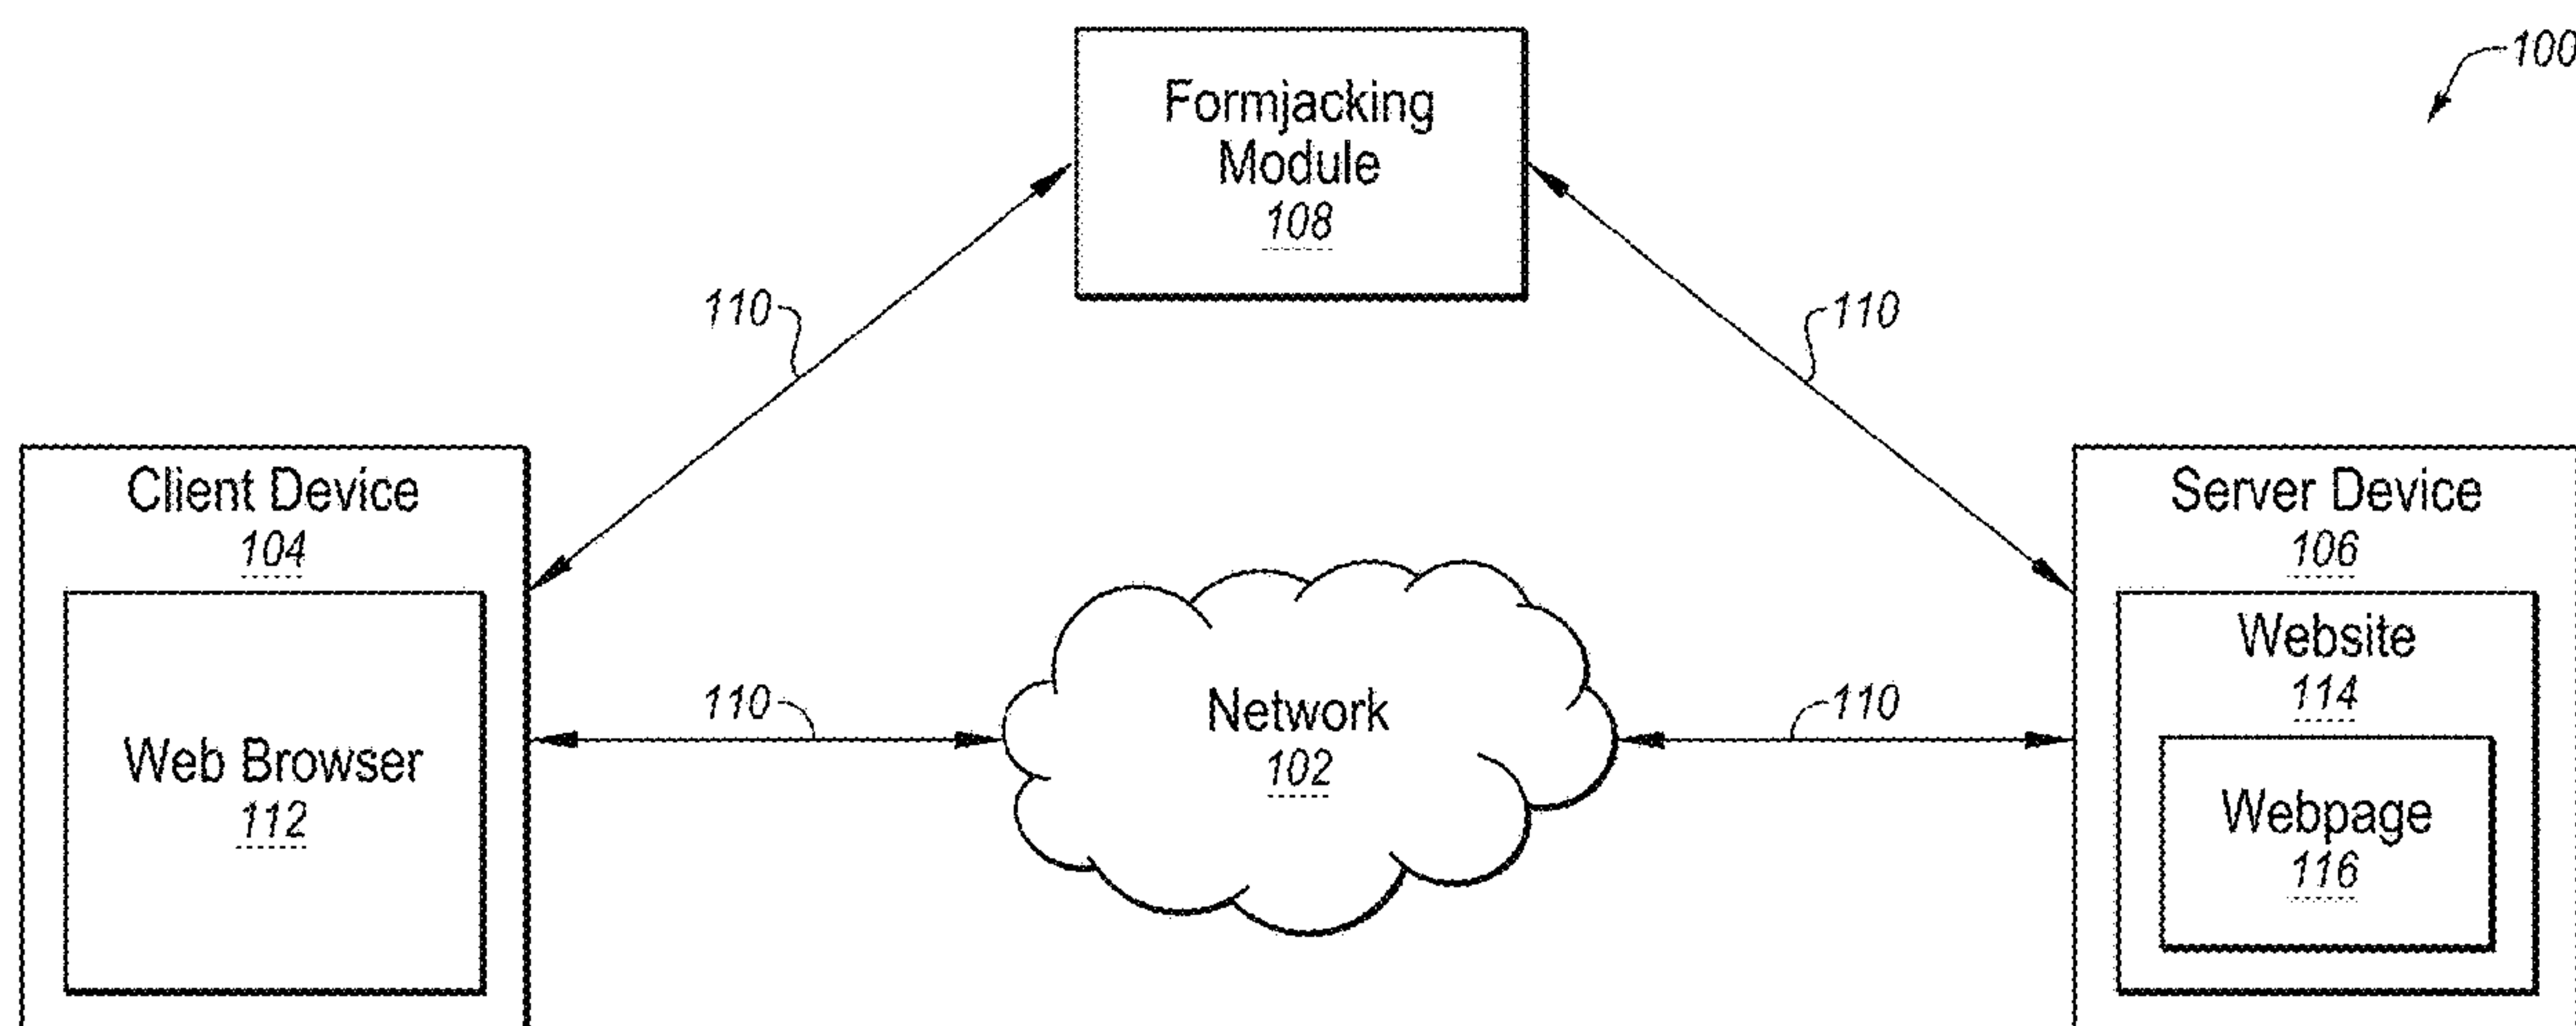 100
Formjacking
Module
108
110
110
Client Device
104
Server Device
106
Web Browser
112
110
Network
102
110
Website
114
Webpage
116